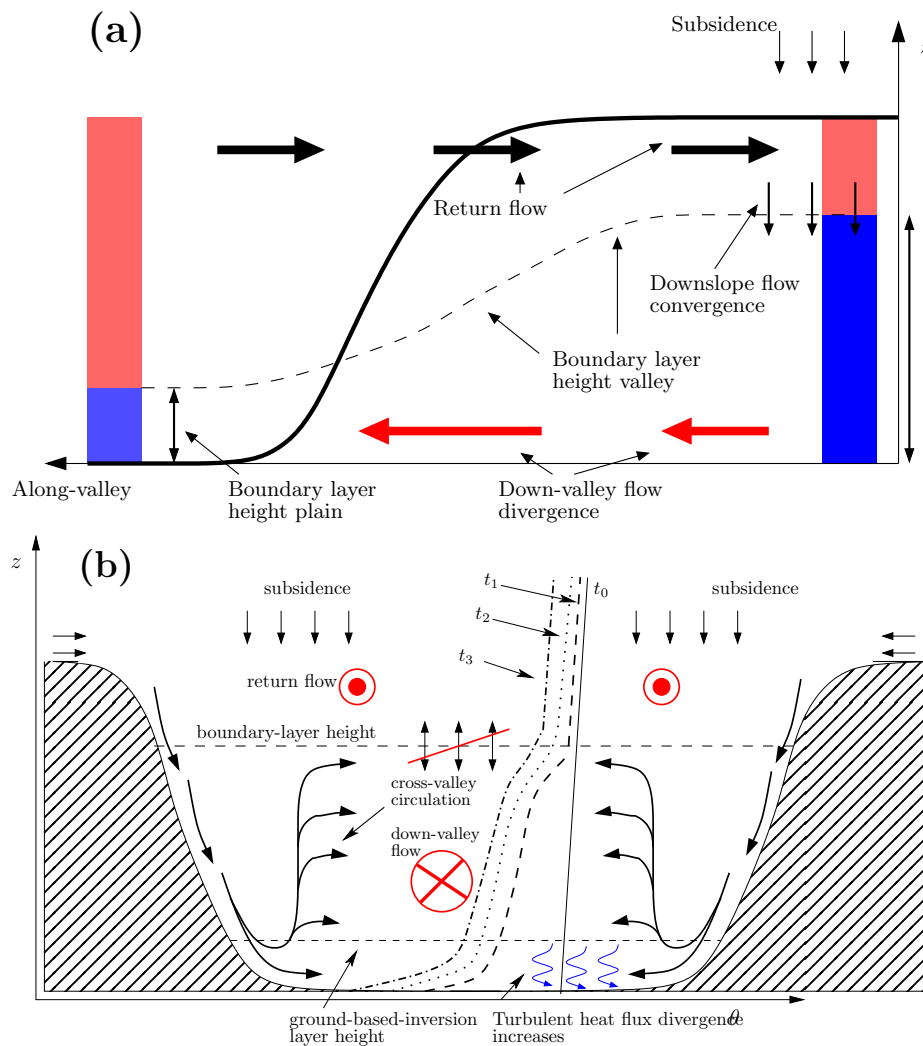 (a)
Subsidence
z
Return flow
Downslope flow
convergence
Boundary layer
height valley
Along-valley
Boundary layer
height plain
Down-valley flow
divergence
(b)
z
subsidence
t1
t0
subsidence
t2
t3
return flow
boundary-layer height
cross-valley
circulation
down-valley
flow
ground-based-inversion
layer height
Turbulent heat flux divergence
increases
θ